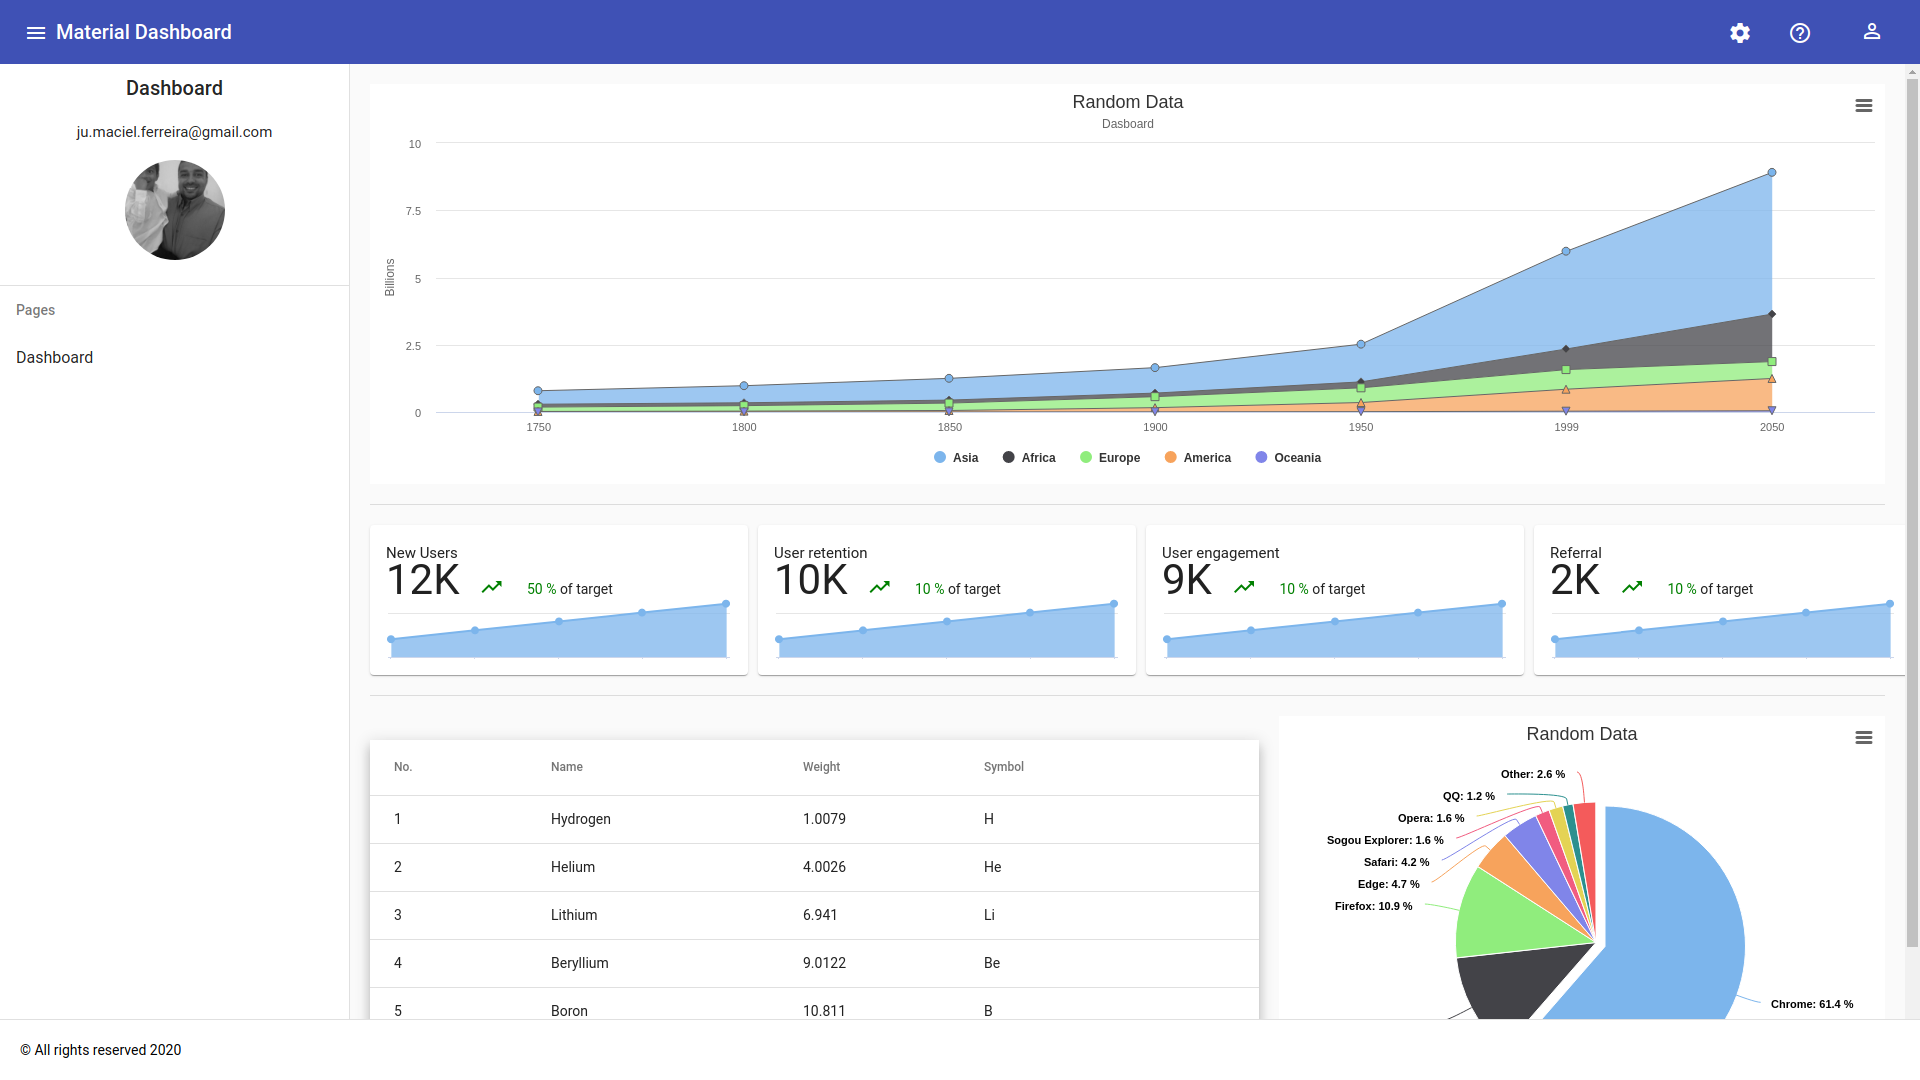 Material Dashboard
Dashboard
ju.maciel.ferreira@gmail.com
Pages
Dashboard
Random Data
Dasboard
Billions
10
7.5
5
2.5
0
1750 1800 1850 1900 1950 1999 2050
Asia Africa Europe America Oceania
New Users
12K 50 % of target
User retention
10K 10 % of target
User engagement
9K 10 % of target
Referral
2K 10 % of target
No. Name Weight Symbol
1 Hydrogen 1.0079 H
2 Helium 4.0026 He
3 Lithium 6.941 Li
4 Beryllium 9.0122 Be
5 Boron 10.811 B
Random Data
Other: 2.6 %
QQ: 1.2 %
Opera: 1.6 %
Sogou Explorer: 1.6 %
Safari: 4.2 %
Edge: 4.7 %
Firefox: 10.9 %
Chrome: 61.4 %
© All rights reserved 2020